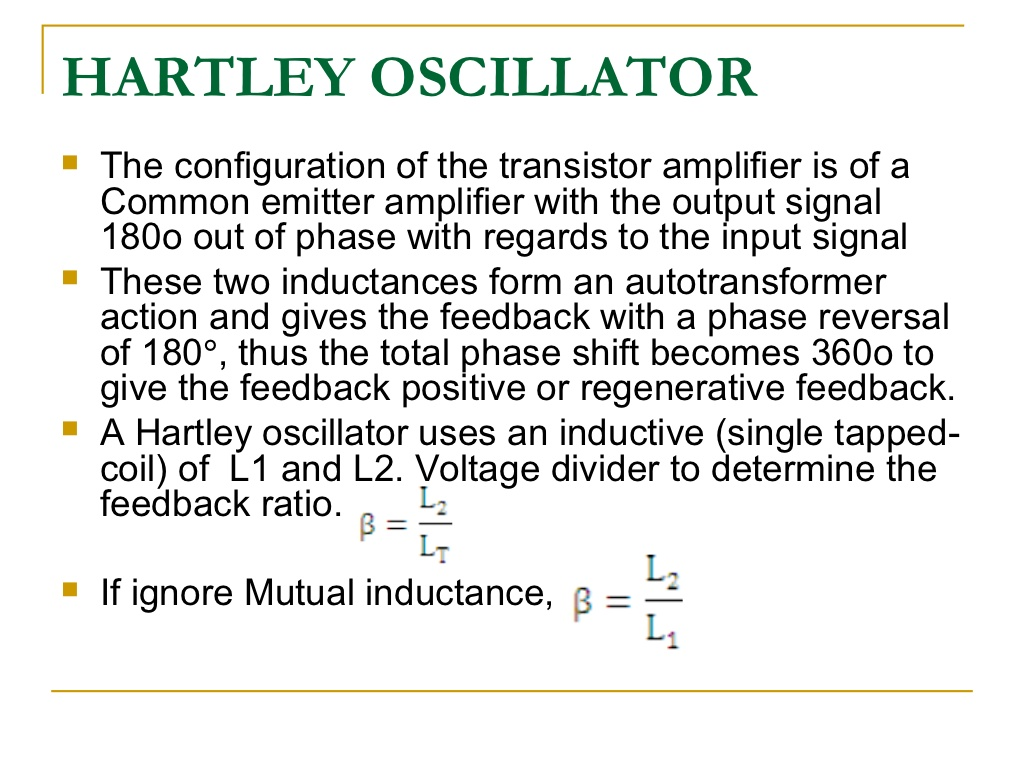 HARTLEY OSCILLATOR
The configuration of the transistor amplifier is of a
Common emitter amplifier with the output signal
180o out of phase with regards to the input signal
These two inductances form an autotransformer
action and gives the feedback with a phase reversal
of 180°, thus the total phase shift becomes 360o to
give the feedback positive or regenerative feedback.
A Hartley oscillator uses an inductive (single tapped-
coil) of L1 and L2. Voltage divider to determine the
feedback ratio. β = L₂/L_T
If ignore Mutual inductance, β = L₂/L₁